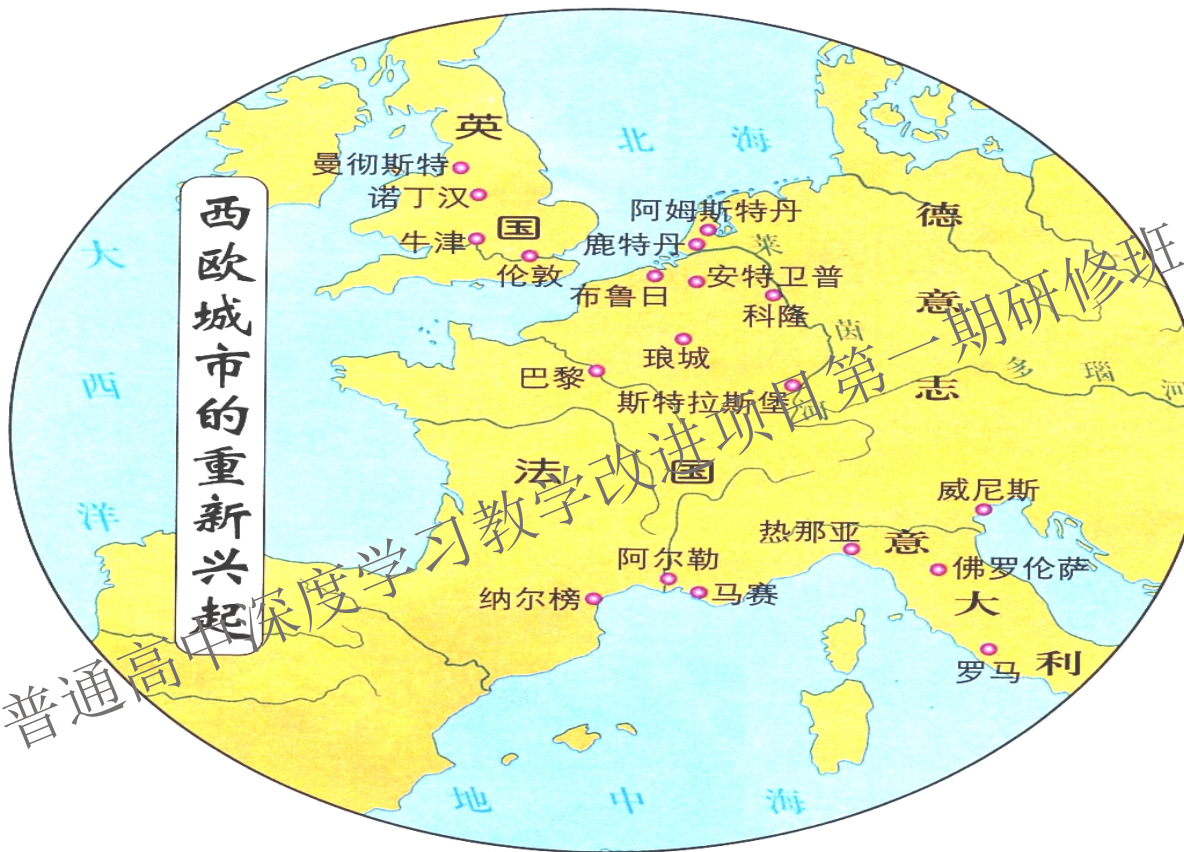 西欧城市的重新兴起
英国
北海
曼彻斯特
诺丁汉
牛津
伦敦
阿姆斯特丹
鹿特丹
莱茵河
布鲁日
安特卫普
科隆
德意志
琅城
巴黎
斯特拉斯堡
多瑙河
大西洋
法国
威尼斯
热那亚
意大利
佛罗伦萨
阿尔勒
纳尔榜
马赛
罗马
地中海
普通高中深度学习教学改进项目第一期研修班